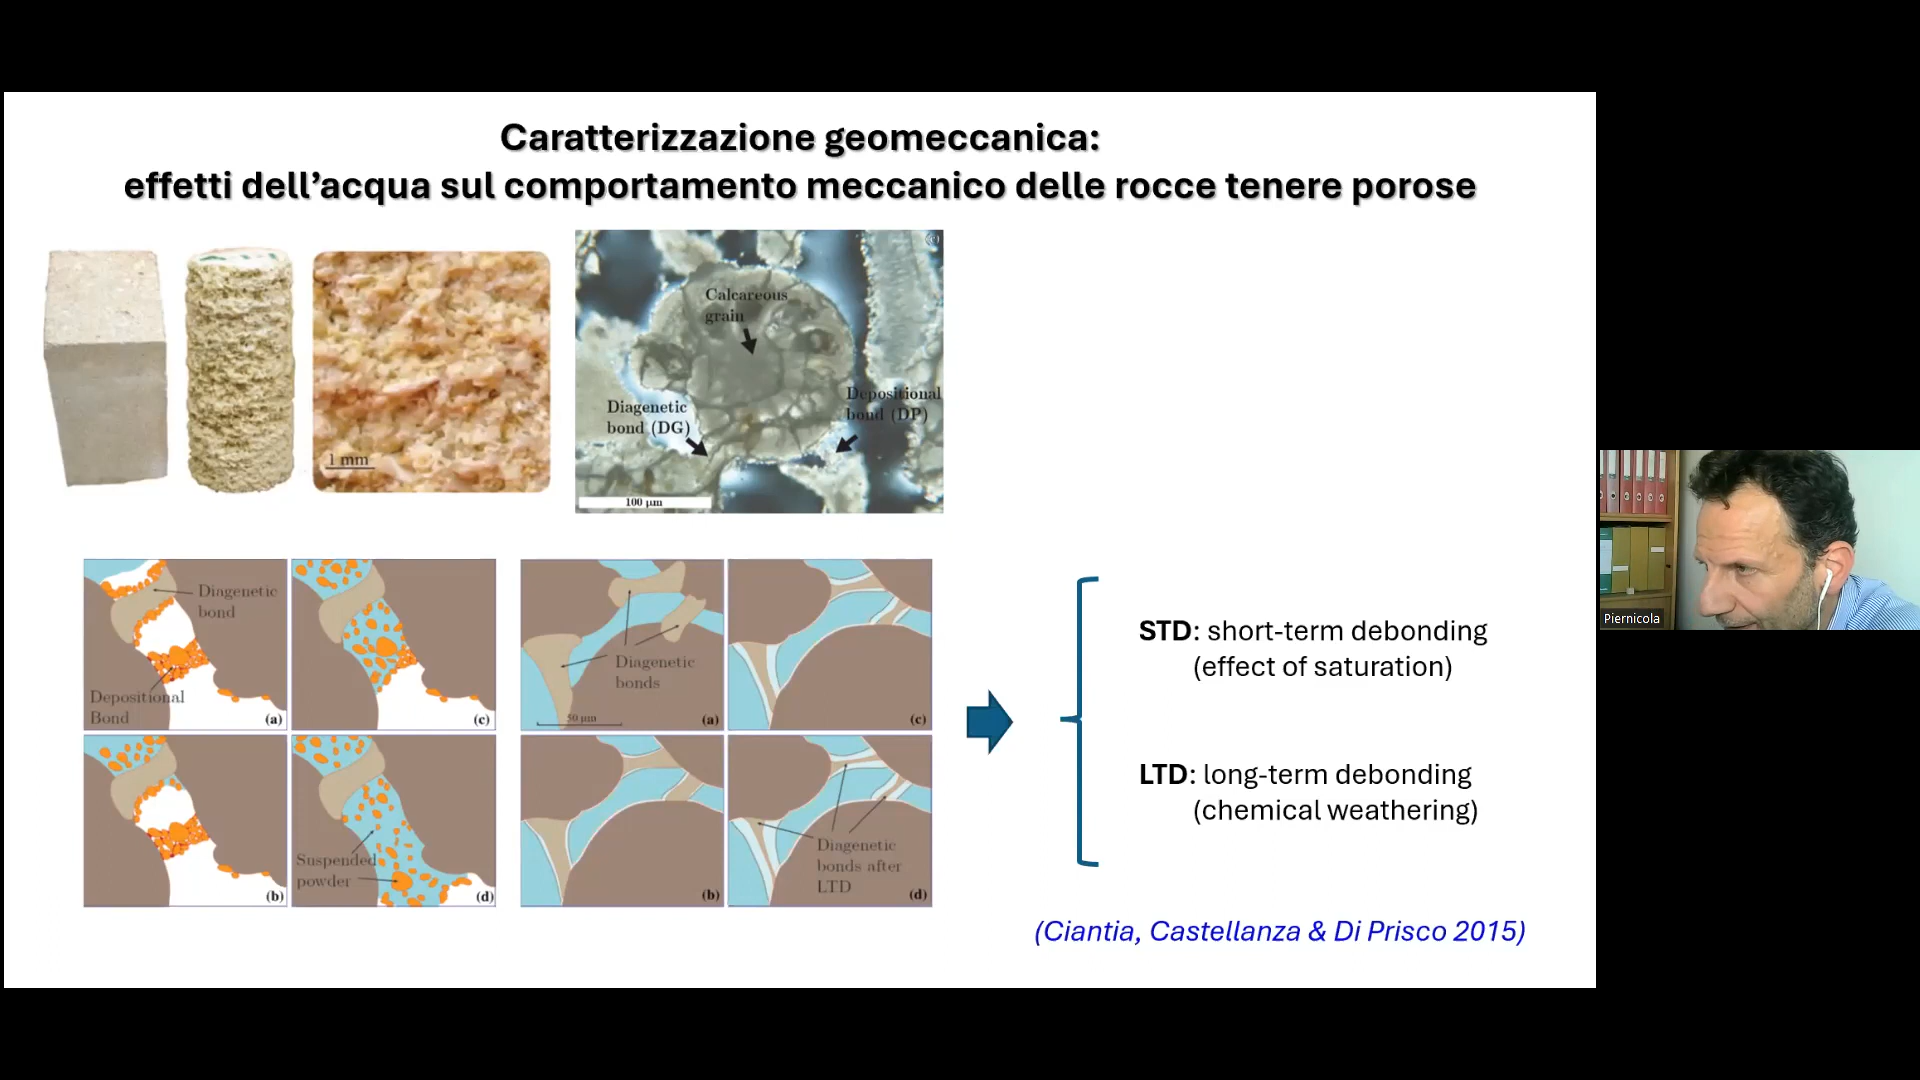 Caratterizzazione geomeccanica:
effetti dell’acqua sul comportamento meccanico delle rocce tenere porose
1 mm
(c)
Calcareous
grain
Diagenetic
bond (DG)
Depositional
bond (DP)
100 μm
Diagenetic
bond
Depositional
Bond
(a)
(c)
(b)
Suspended
powder
(d)
Diagenetic
bonds
50 μm
(a)
(c)
(b)
Diagenetic
bonds after
LTD
(d)
STD: short-term debonding
(effect of saturation)
LTD: long-term debonding
(chemical weathering)
(Ciantia, Castellanza & Di Prisco 2015)
Piernicola